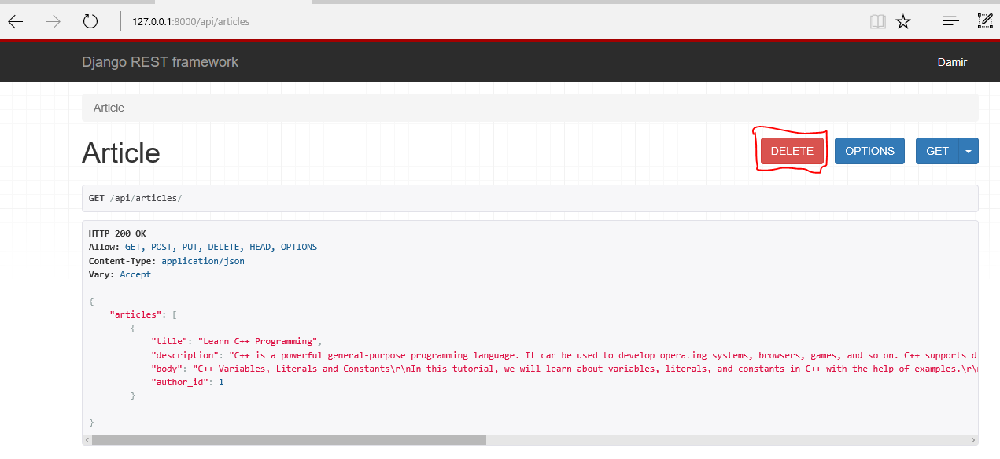 127.0.0.1:8000/api/articles
Django REST framework
Damir
Article
Article
DELETE
OPTIONS
GET
GET /api/articles/
HTTP 200 OK
Allow: GET, POST, PUT, DELETE, HEAD, OPTIONS
Content-Type: application/json
Vary: Accept
{
"articles": [
{
"title": "Learn C++ Programming",
"description": "C++ is a powerful general-purpose programming language. It can be used to develop operating systems, browsers, games, and so on. C++ supports
"body": "C++ Variables, Literals and Constants\r\nIn this tutorial, we will learn about variables, literals, and constants in C++ with the help of examples.\r\
"author_id": 1
}
]
}